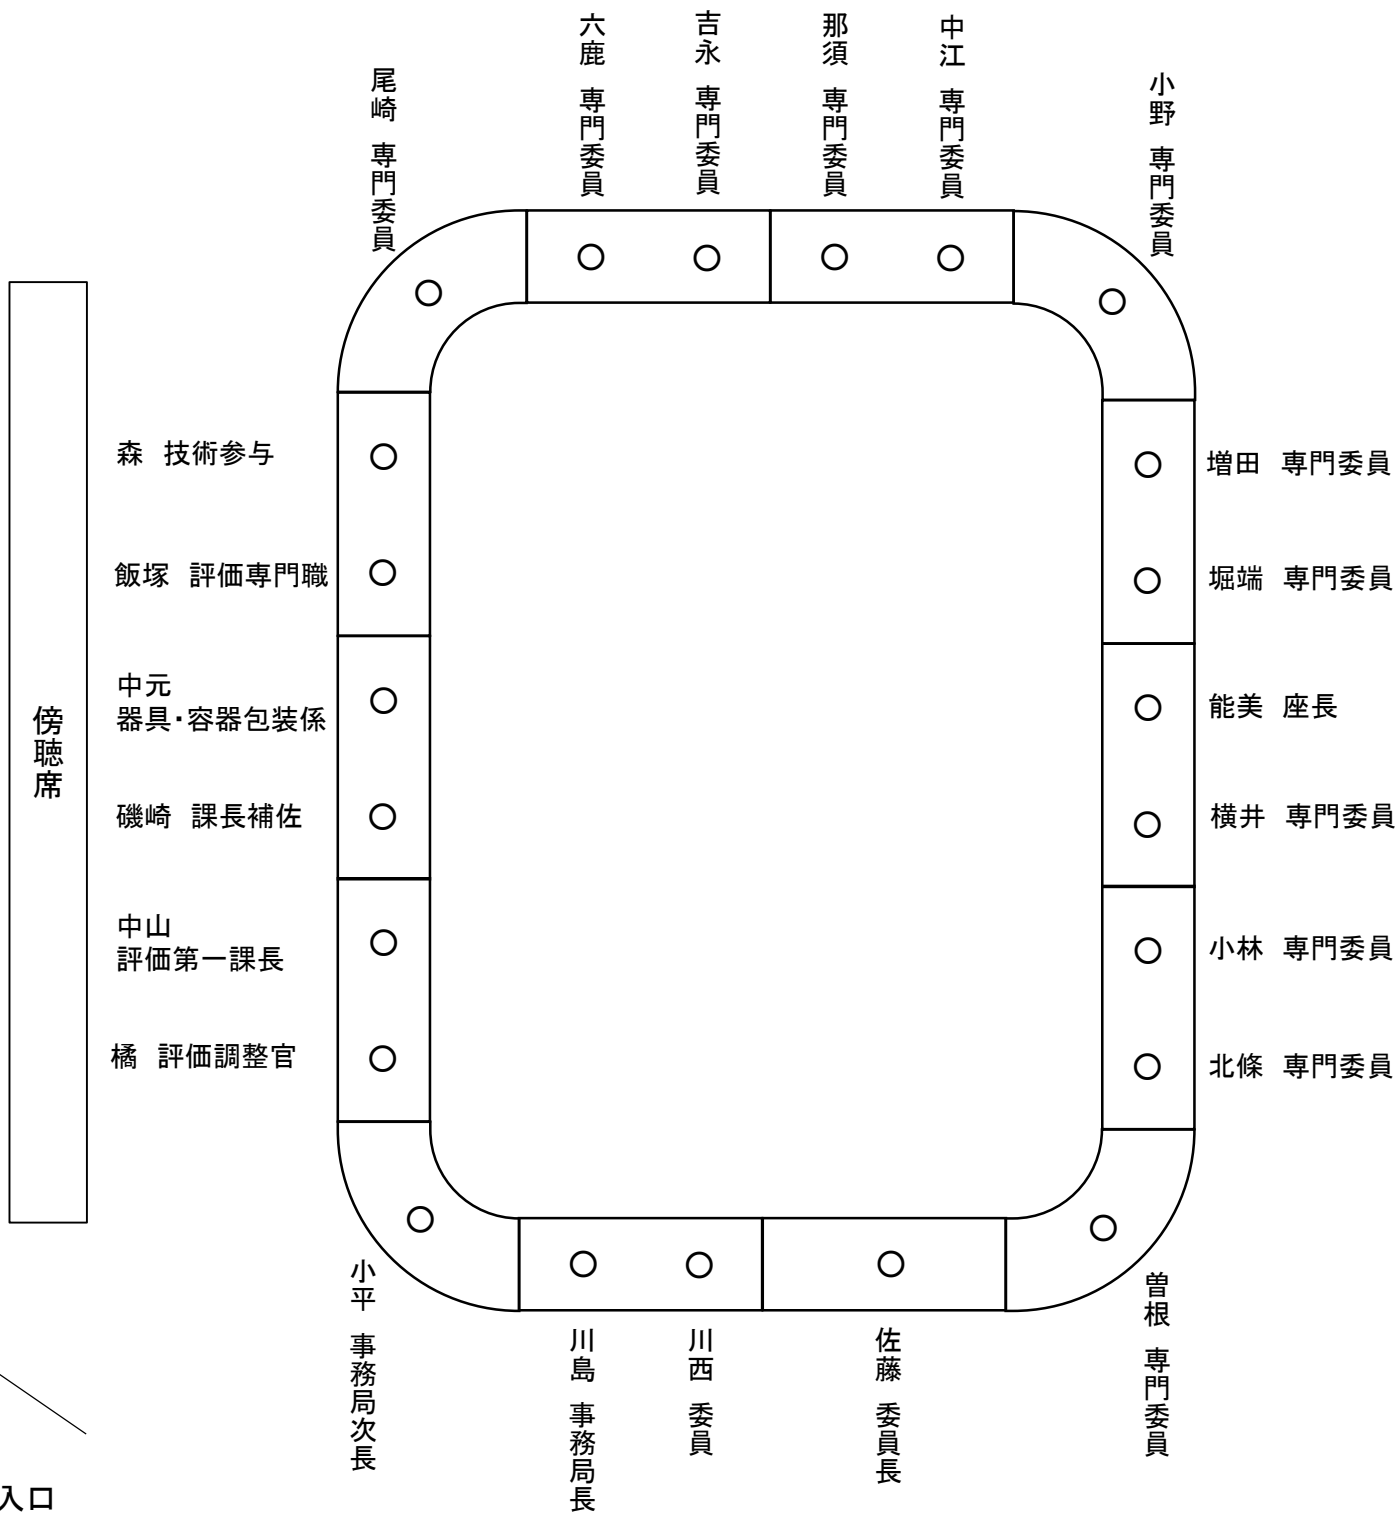 六鹿 専門委員
吉永 専門委員
那須 専門委員
中江 専門委員
尾崎 専門委員
小野 専門委員
森 技術参与
増田 専門委員
飯塚 評価専門職
堀端 専門委員
中元
器具・容器包装係
能美 座長
傍聴席
磯崎 課長補佐
横井 専門委員
中山
評価第一課長
小林 専門委員
橘 評価調整官
北條 専門委員
小平 事務局次長
川島 事務局長
川西 委員
佐藤 委員長
曽根 専門委員
入口